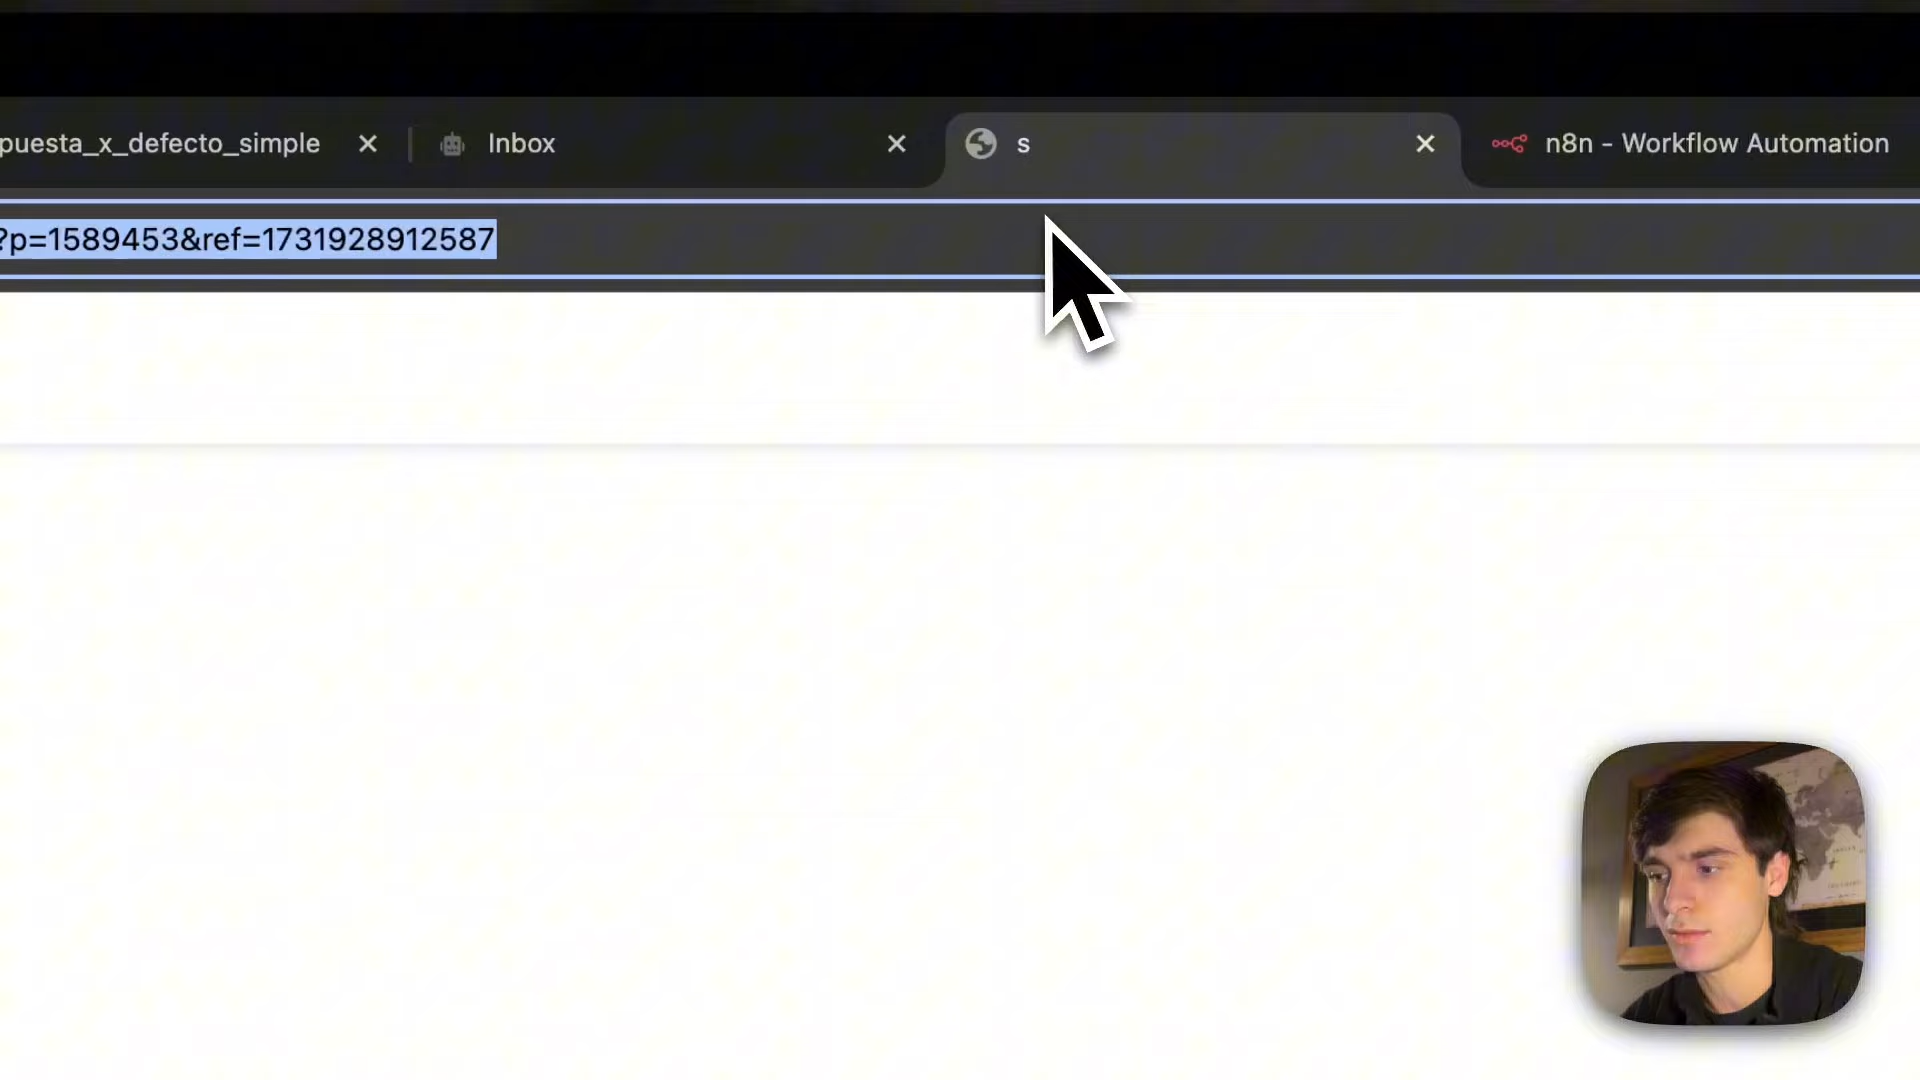 puesta_x_defecto_simple
Inbox
s
n8n - Workflow Automation
?p=1589453&ref=1731928912587